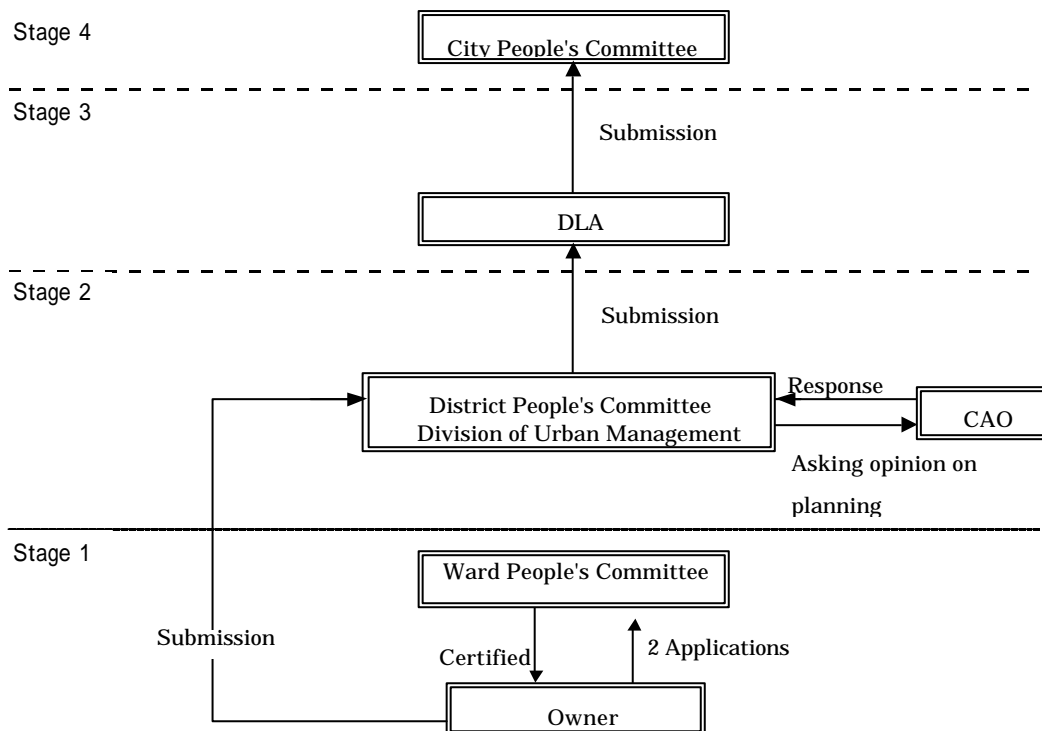 Stage 4
City People's Committee
Stage 3
Submission
DLA
Stage 2
Submission
Response
District People's Committee
Division of Urban Management
CAO
Asking opinion on
planning
Stage 1
Ward People's Committee
Submission
Certified
2 Applications
Owner